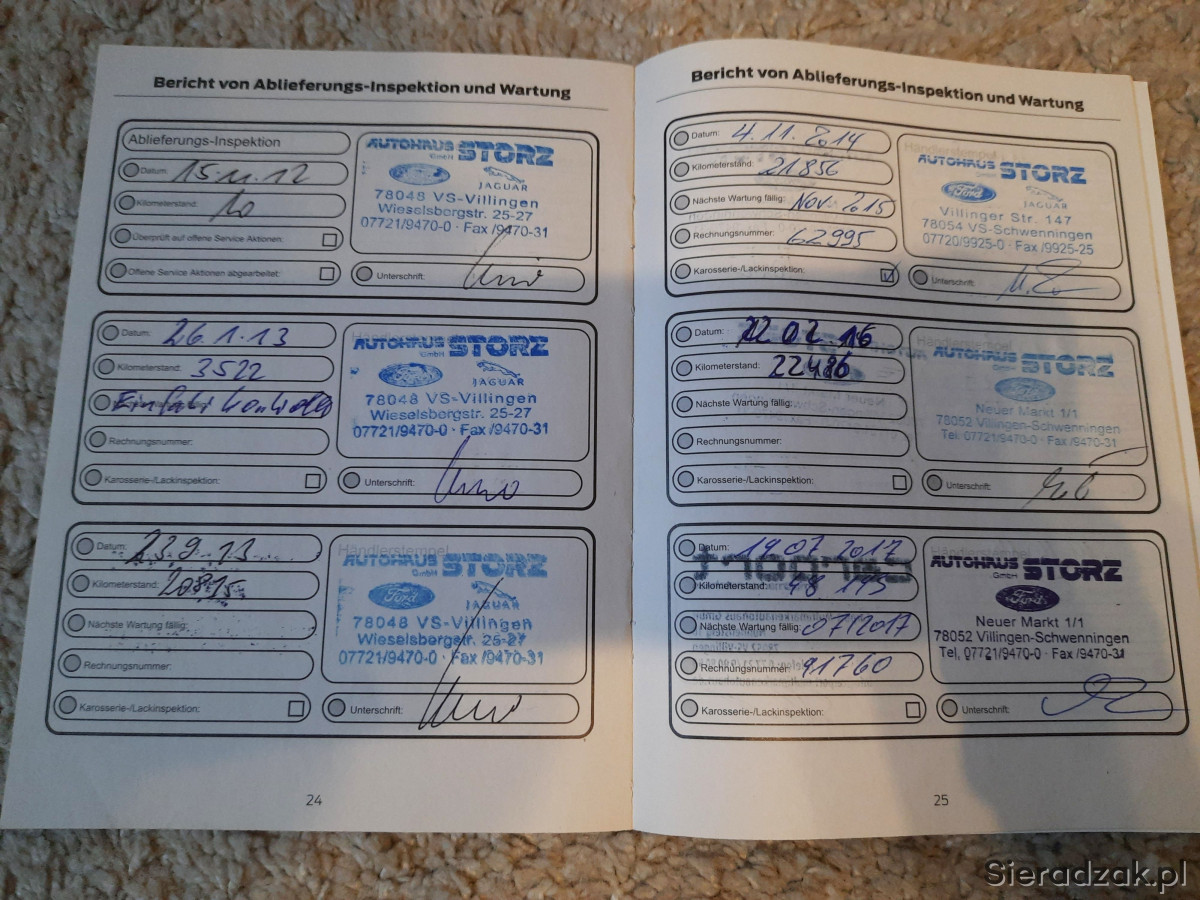 Bericht von Ablieferungs-Inspektion und Wartung
Ablieferungs-Inspektion
Datum: 15.11.12
Kilometerstand: 10
Überprüft auf offene Service Aktionen:
Offene Service Aktionen abgearbeitet:
AUTOHAUS STORZ
GmbH
JAGUAR
78048 VS-Villingen
Wieselsbergstr. 25-27
07721/9470-0 · Fax /9470-31
Unterschrift:
Datum: 26.1.13
Kilometerstand: 3522
Rechnungsnummer:
Karosserie-/Lackinspektion:
Händlerstempel
AUTOHAUS STORZ
GmbH
JAGUAR
78048 VS-Villingen
Wieselsbergstr. 25-27
07721/9470-0 · Fax /9470-31
Unterschrift:
Datum: 23.9.13
Kilometerstand: 20815
Nächste Wartung fällig:
Rechnungsnummer:
Karosserie-/Lackinspektion:
Händlerstempel
AUTOHAUS STORZ
GmbH
Ford JAGUAR
78048 VS-Villingen
Wieselsbergstr. 25-27
07721/9470-0 · Fax /9470-31
Unterschrift:
24
Bericht von Ablieferungs-Inspektion und Wartung
Datum: 4.11.2014
Kilometerstand: 21856
Nächste Wartung fällig: Nov. 2015
Rechnungsnummer: 62995
Karosserie-/Lackinspektion:
Händlerstempel
AUTOHAUS STORZ
GmbH
Ford JAGUAR
Villinger Str. 147
78054 VS-Schwenningen
07720/9925-0 · Fax /9925-25
Unterschrift:
Datum: 22.02.16
Kilometerstand: 22486
Nächste Wartung fällig:
Rechnungsnummer:
Karosserie-/Lackinspektion:
Händlerstempel
AUTOHAUS STORZ
GmbH
Neuer Markt 1/1
78052 Villingen-Schwenningen
Tel. 07721/9470-0 · Fax /9470-31
Unterschrift:
Datum: 19.07.2017
Kilometerstand: 48 195
Nächste Wartung fällig: 07/2017
Rechnungsnummer: 91760
Karosserie-/Lackinspektion:
Händlerstempel
AUTOHAUS STORZ
GmbH
Ford
Neuer Markt 1/1
78052 Villingen-Schwenningen
Tel. 07721/9470-0 · Fax /9470-31
Unterschrift:
25
Sieradzak.pl